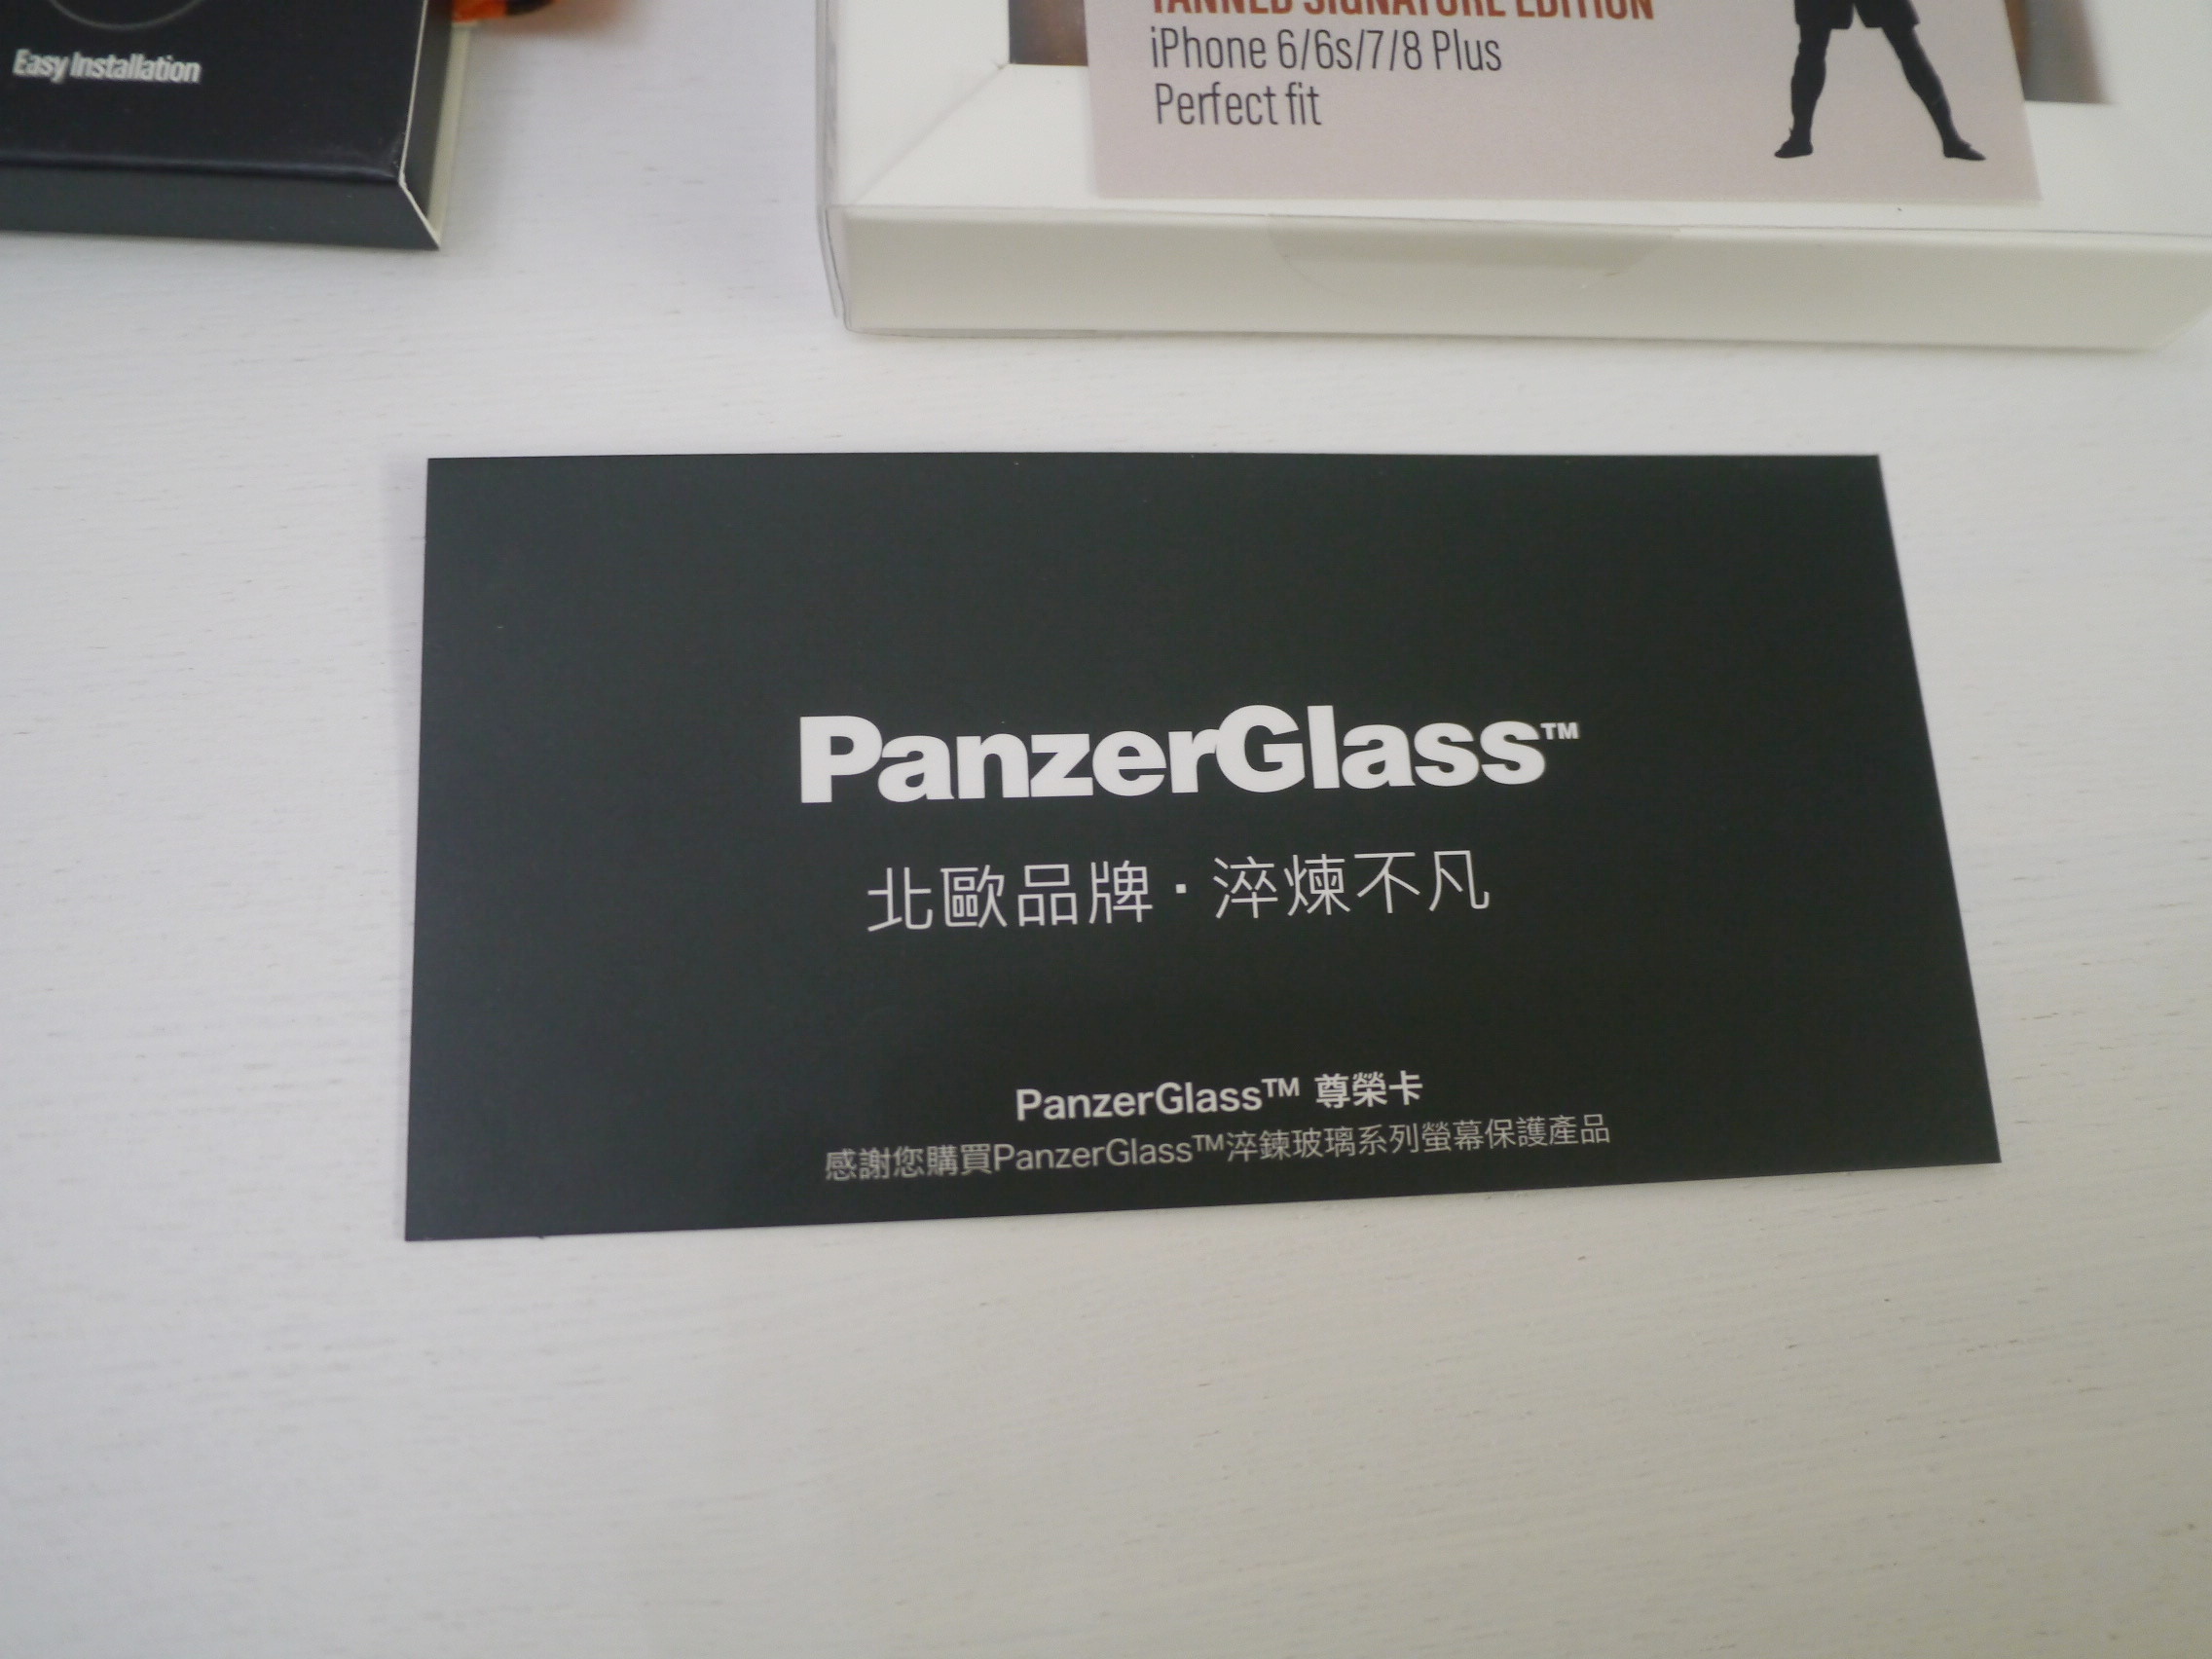 Easy Installation
TANNED SIGNATURE EDITION
iPhone 6/6s/7/8 Plus
Perfect fit
PanzerGlass™
北歐品牌·淬煉不凡
PanzerGlass™ 尊榮卡
感謝您購買PanzerGlass™淬鍊玻璃系列螢幕保護產品